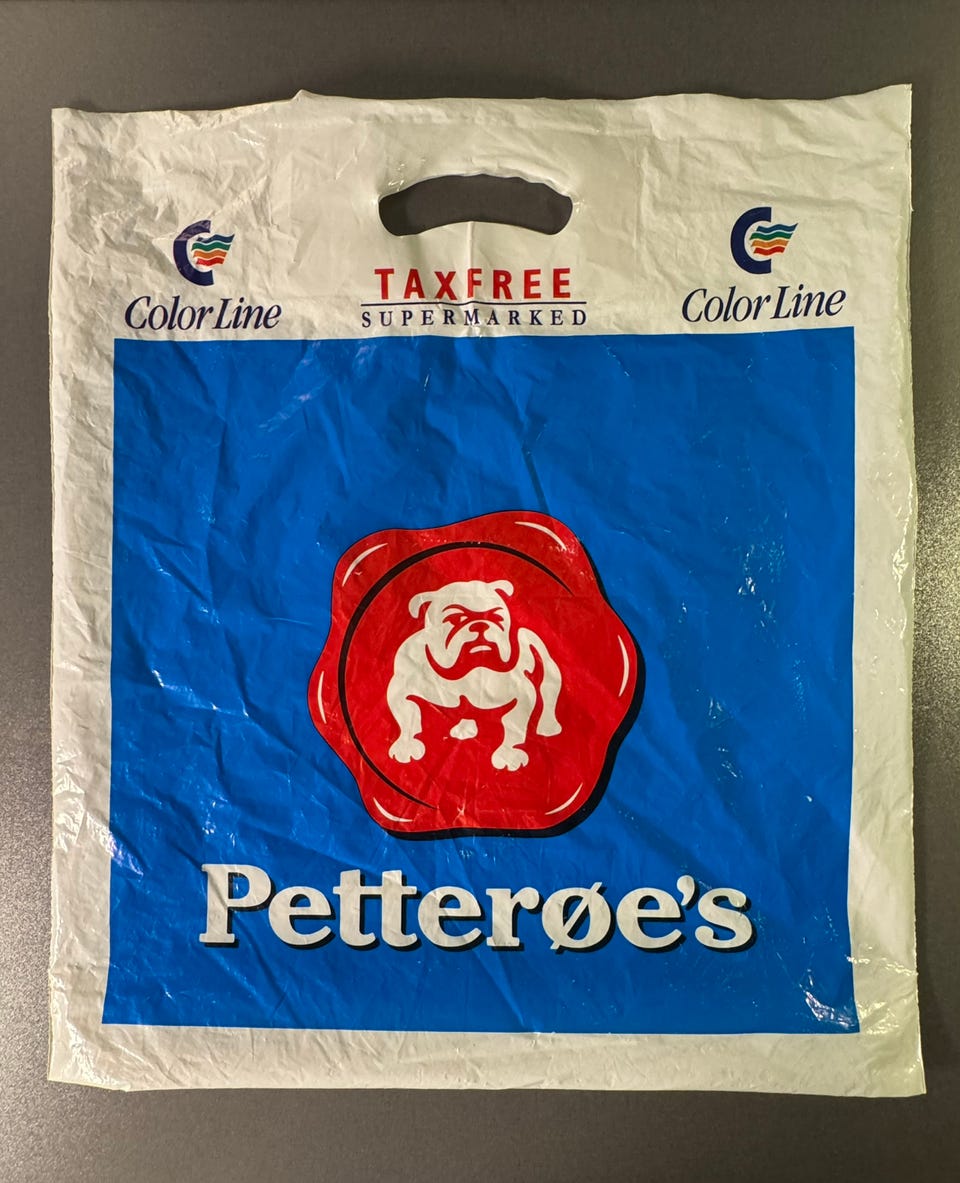 TAXFREE
SUPERMARKED
Color Line
Color Line
Petterøe's